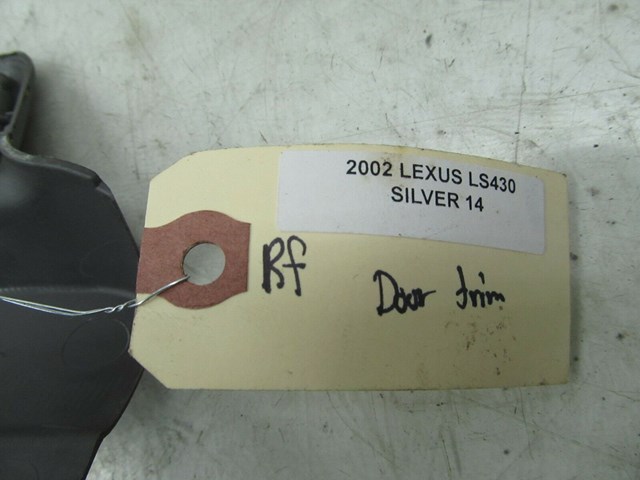 2002 LEXUS LS430
SILVER 14
Rf Door trim